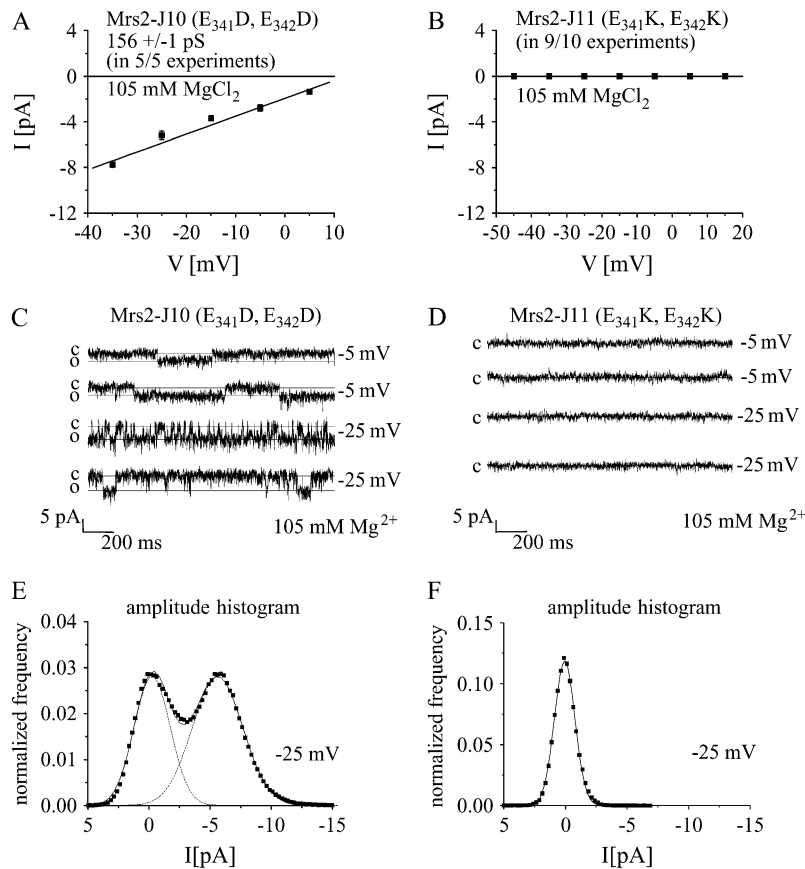 A
Mrs2-J10 (E341D, E342D)
156 +/-1 pS
(in 5/5 experiments)
105 mM MgCl2
I [pA]
4
0
-4
-8
-12
-40 -30 -20 -10 0 10
V [mV]
B
Mrs2-J11 (E341K, E342K)
(in 9/10 experiments)
105 mM MgCl2
I [pA]
4
0
-4
-8
-12
-50 -40 -30 -20 -10 0 10 20
V [mV]
C
Mrs2-J10 (E341D, E342D)
c
o
-5 mV
c
o
-5 mV
c
o
-25 mV
c
o
-25 mV
5 pA
200 ms
105 mM Mg2+
D
Mrs2-J11 (E341K, E342K)
c
-5 mV
c
-5 mV
c
-25 mV
c
-25 mV
5 pA
200 ms
105 mM Mg2+
E
amplitude histogram
normalized frequency
0.04
0.03
0.02
0.01
0.00
-25 mV
5 0 -5 -10 -15
I[pA]
F
amplitude histogram
normalized frequency
0.15
0.10
0.05
0.00
-25 mV
5 0 -5 -10 -15
I[pA]